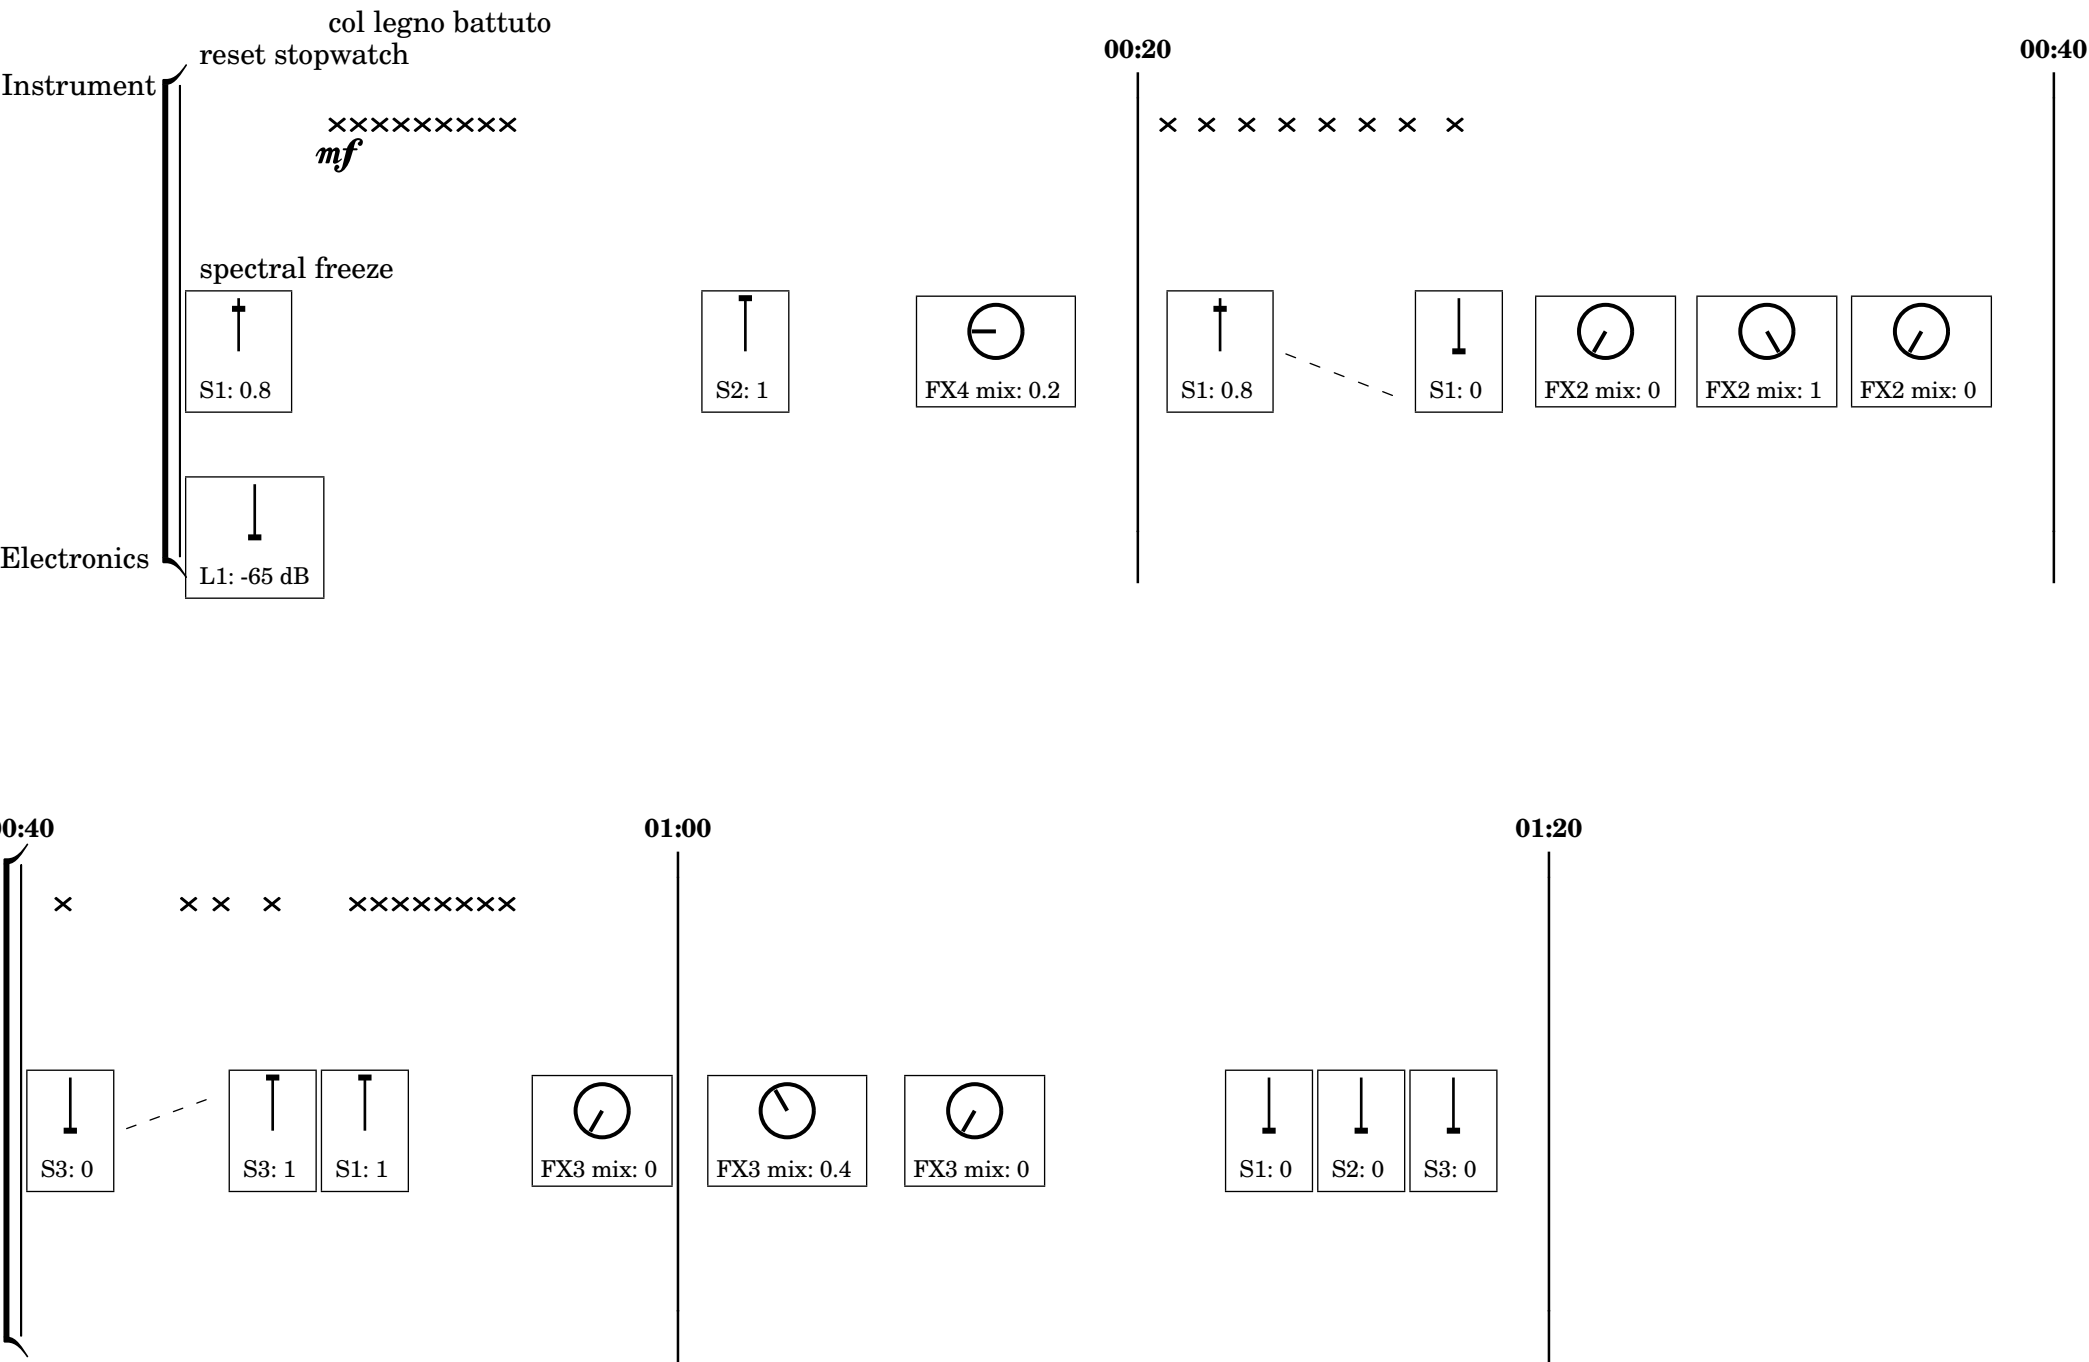 col legno battuto
reset stopwatch
00:20
00:40
Instrument
mf
spectral freeze
S1: 0.8
S2: 1
FX4 mix: 0.2
S1: 0.8
S1: 0
FX2 mix: 0
FX2 mix: 1
FX2 mix: 0
Electronics
L1: -65 dB
0:40
01:00
01:20
S3: 0
S3: 1
S1: 1
FX3 mix: 0
FX3 mix: 0.4
FX3 mix: 0
S1: 0
S2: 0
S3: 0